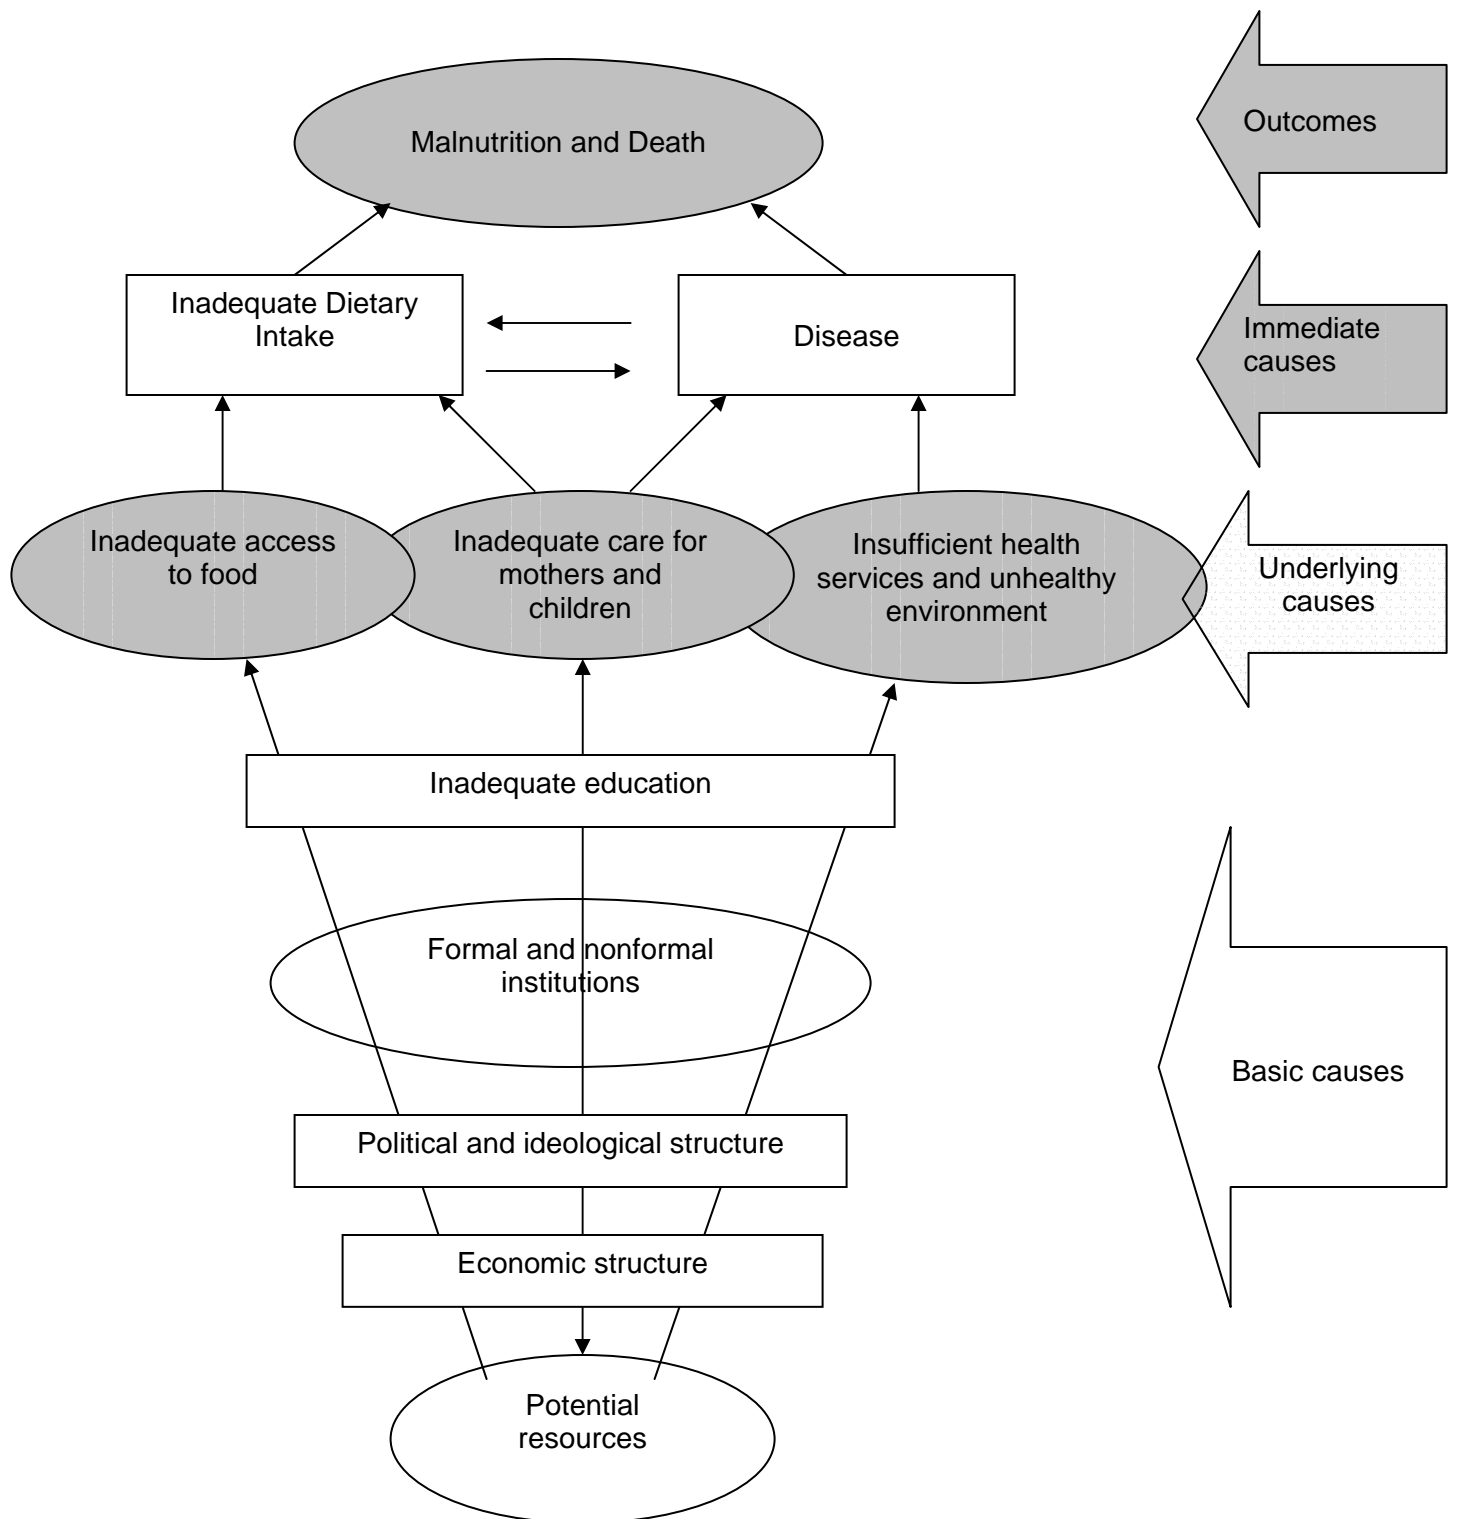 Malnutrition and Death
Outcomes
Inadequate Dietary
Intake
Disease
Immediate
causes
Inadequate access
to food
Inadequate care for
mothers and
children
Insufficient health
services and unhealthy
environment
Underlying
causes
Inadequate education
Formal and nonformal
institutions
Basic causes
Political and ideological structure
Economic structure
Potential
resources